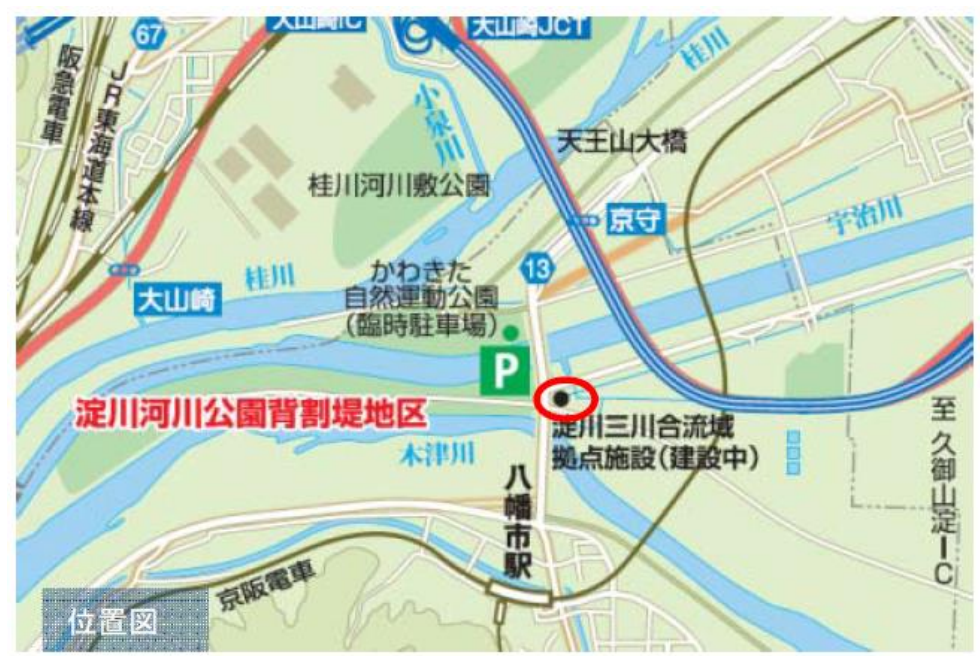 67
大山崎IC
大山崎JCT
桂川
阪急電車
JR東海道本線
小泉川
天王山大橋
桂川河川敷公園
京守
宇治川
桂川
かわきた
自然運動公園
(臨時駐車場)
13
大山崎
P
淀川河川公園背割堤地区
淀川三川合流域
拠点施設(建設中)
木津川
至久御山淀IC
八幡市駅
京阪電車
位置図